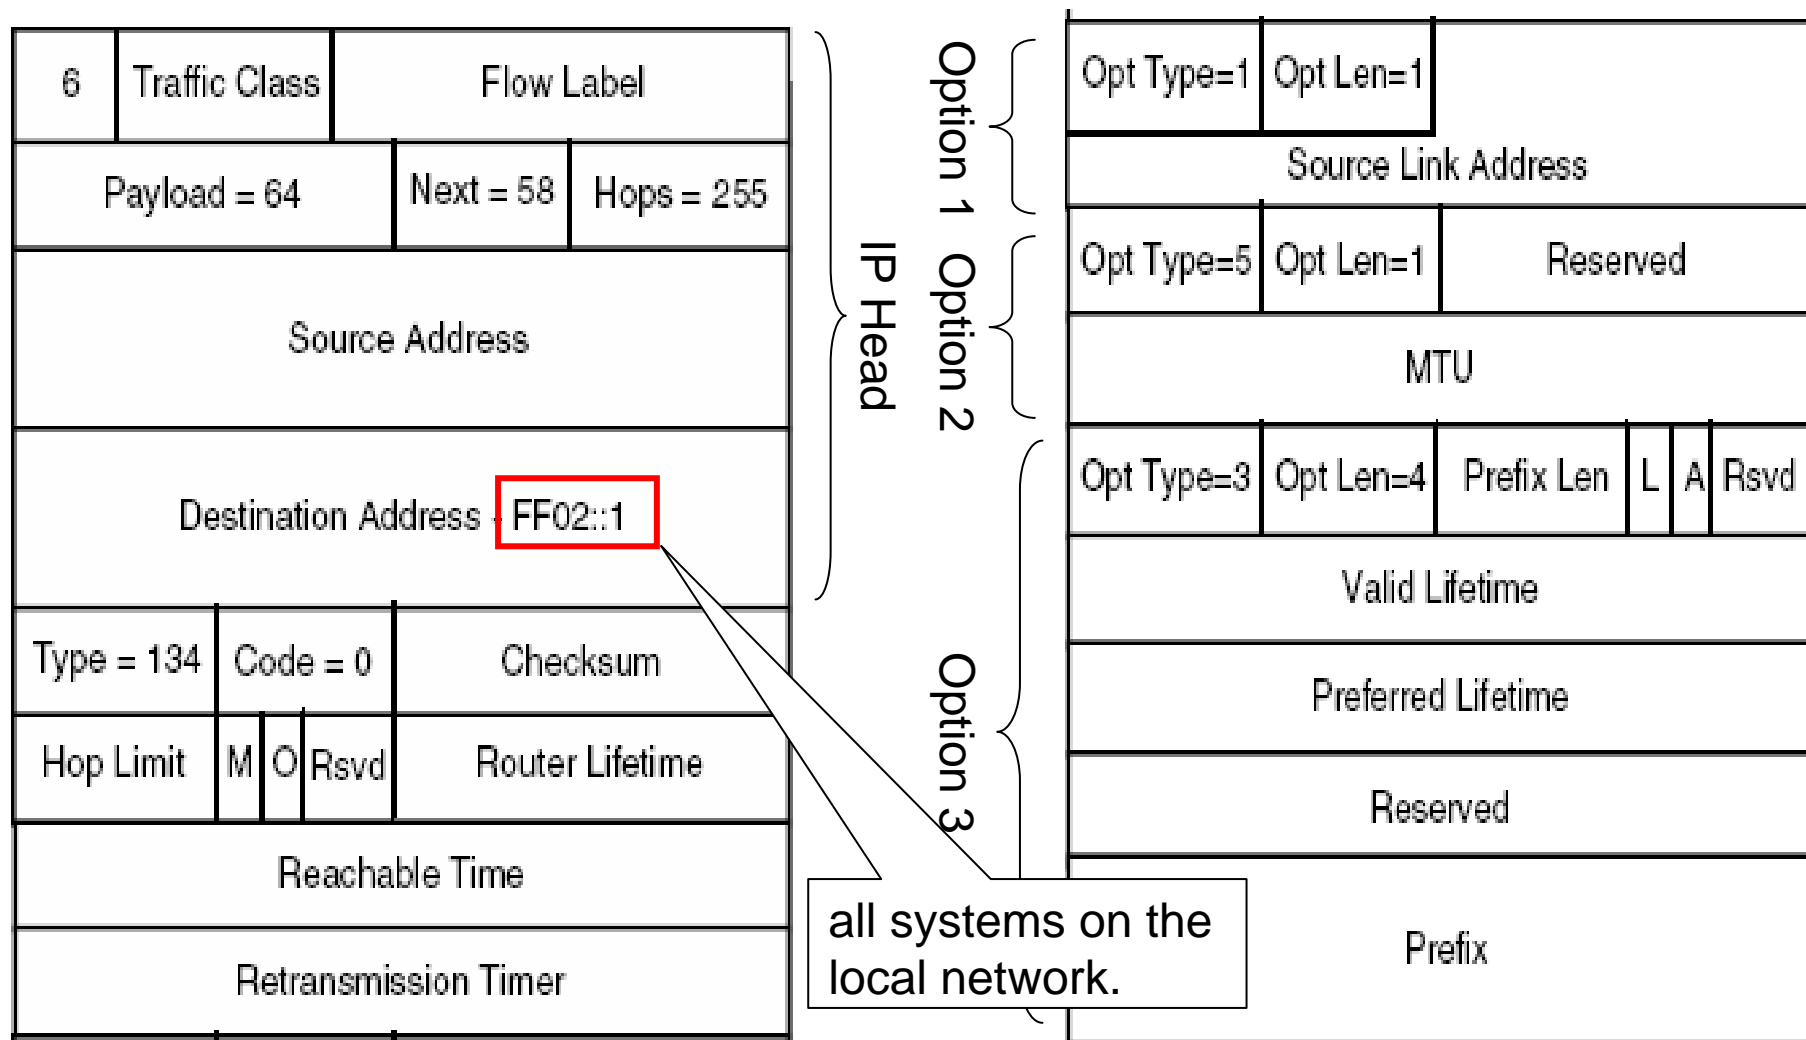 6 Traffic Class Flow Label
Payload = 64 Next = 58 Hops = 255
Source Address
Destination Address - FF02::1
Type = 134 Code = 0 Checksum
Hop Limit M O Rsvd Router Lifetime
Reachable Time
Retransmission Timer
IP Head
all systems on the
local network.
Option 1
Opt Type=1 Opt Len=1
Source Link Address
Option 2
Opt Type=5 Opt Len=1 Reserved
MTU
Option 3
Opt Type=3 Opt Len=4 Prefix Len L A Rsvd
Valid Lifetime
Preferred Lifetime
Reserved
Prefix